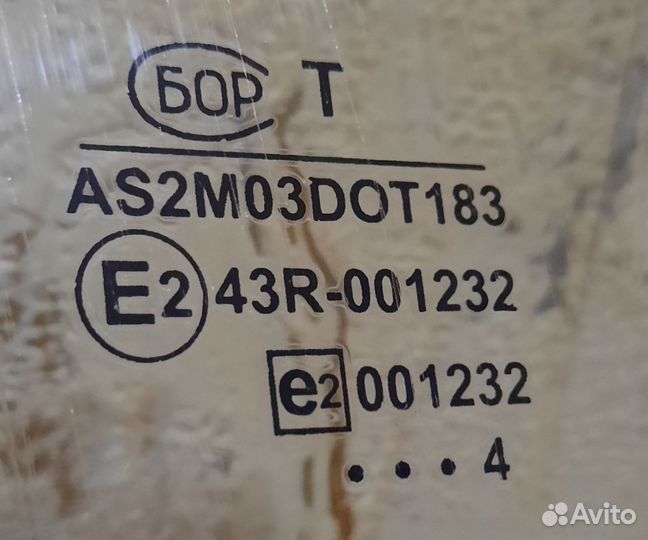 БОР T
AS2M03DOT183
E2 43R-001232
e2 001232
...4
Avito